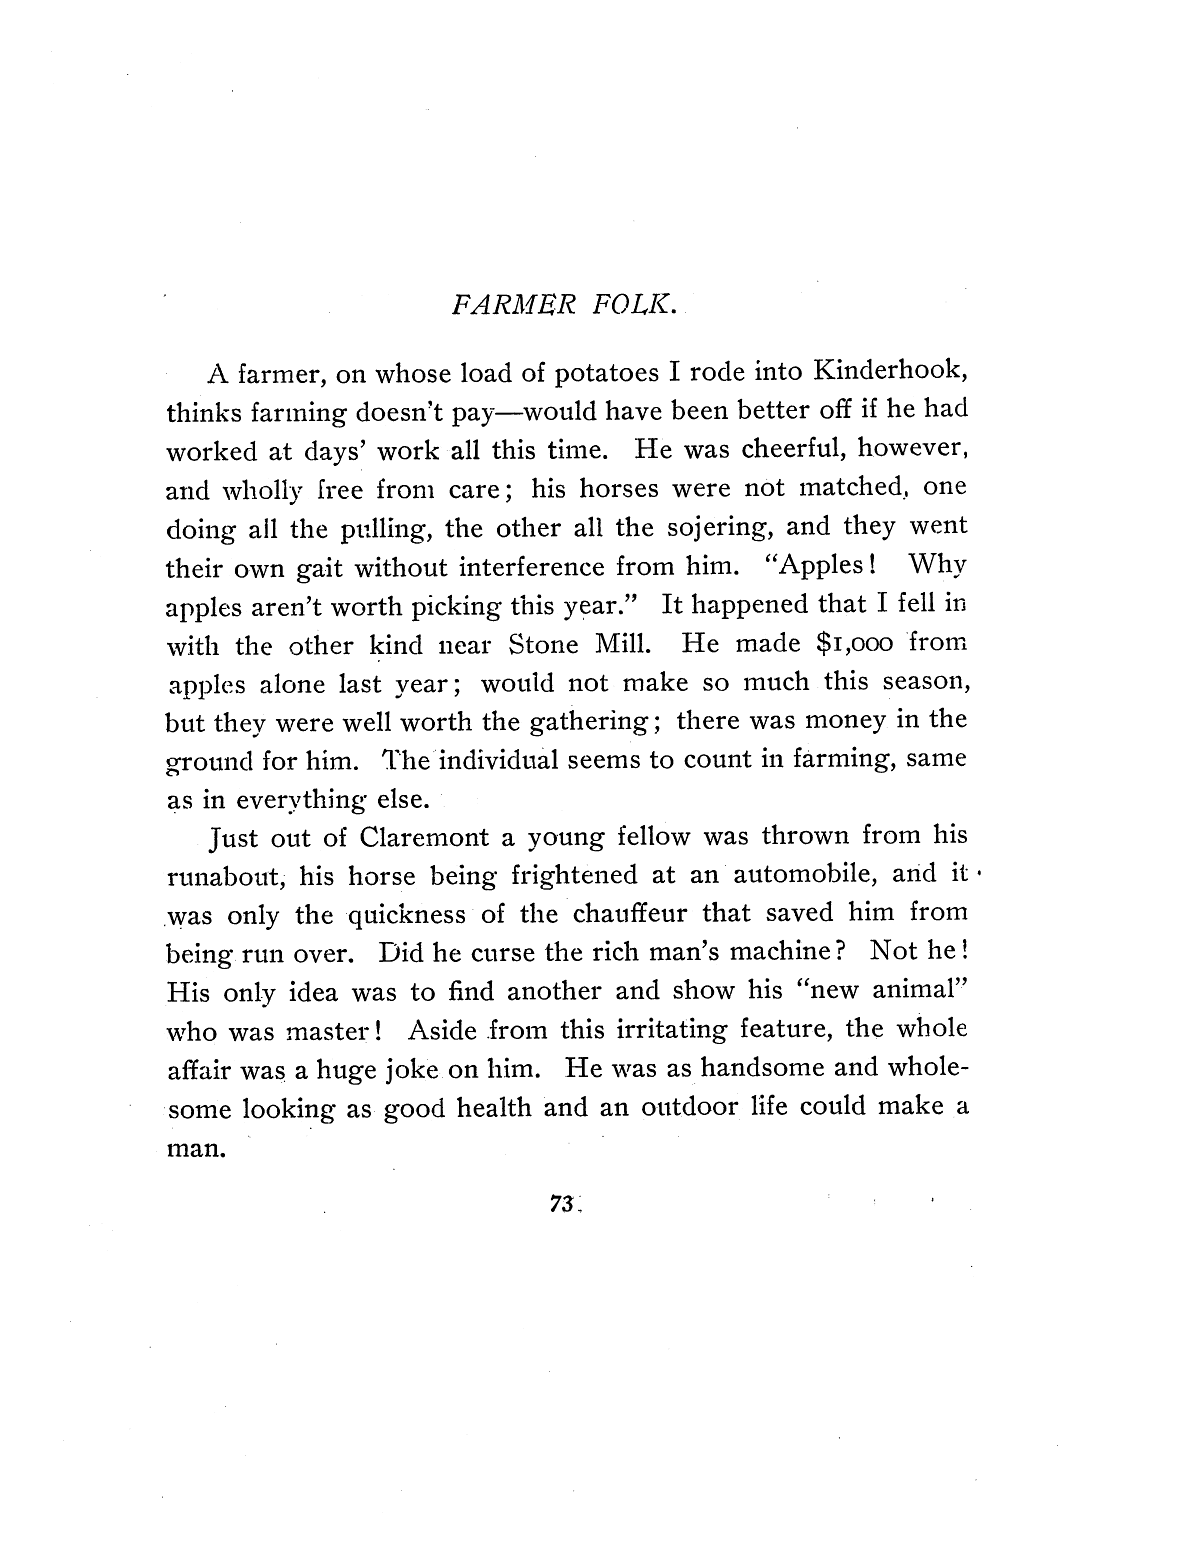 FARMER FOLK.
A farmer, on whose load of potatoes I rode into Kinderhook,
thinks farming doesn't pay—would have been better off if he had
worked at days' work all this time. He was cheerful, however,
and wholly free from care; his horses were not matched, one
doing all the pulling, the other all the sojering, and they went
their own gait without interference from him. “Apples! Why
apples aren't worth picking this year.” It happened that I fell in
with the other kind near Stone Mill. He made $1,000 from
apples alone last year; would not make so much this season,
but they were well worth the gathering; there was money in the
ground for him. The individual seems to count in farming, same
as in everything else.
Just out of Claremont a young fellow was thrown from his
runabout, his horse being frightened at an automobile, and it
was only the quickness of the chauffeur that saved him from
being run over. Did he curse the rich man's machine? Not he!
His only idea was to find another and show his “new animal”
who was master! Aside from this irritating feature, the whole
affair was a huge joke on him. He was as handsome and whole-
some looking as good health and an outdoor life could make a
man.
73